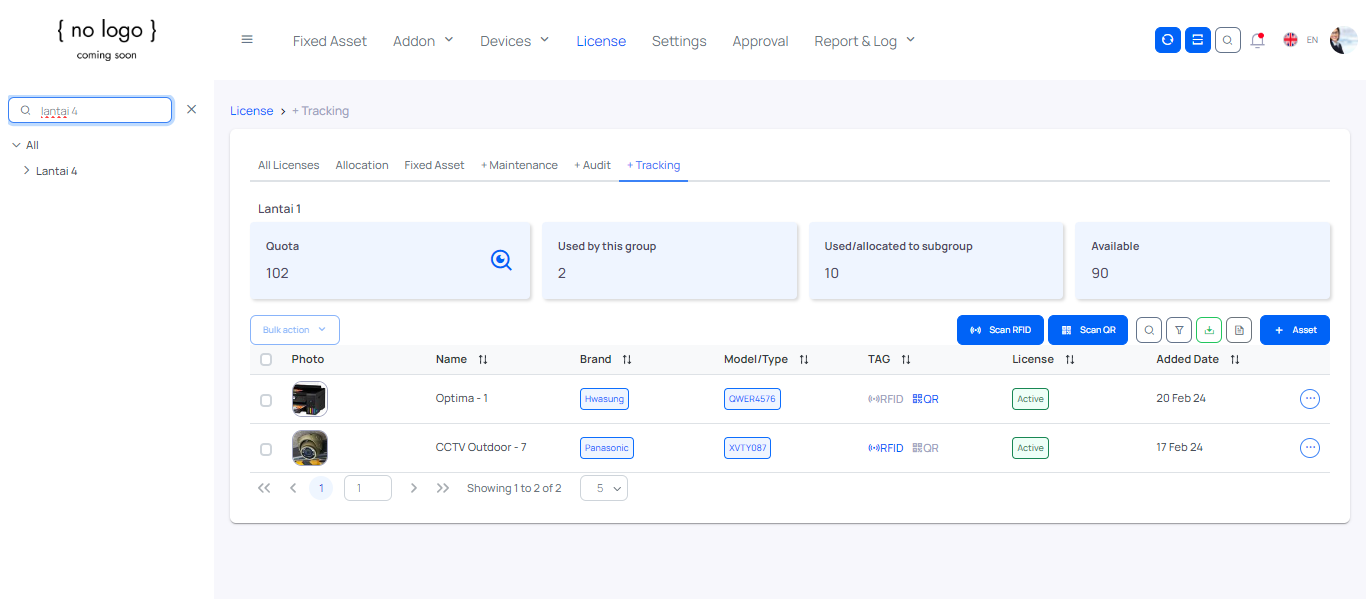 { no logo }
coming soon
Fixed Asset Addon Devices License Settings Approval Report & Log EN
lantai 4
All
Lantai 4
License > + Tracking
All Licenses Allocation Fixed Asset + Maintenance + Audit + Tracking
Lantai 1
Quota
102
Used by this group
2
Used/allocated to subgroup
10
Available
90
Bulk action Scan RFID Scan QR + Asset
Photo Name Brand Model/Type TAG License Added Date
Optima - 1 Hwasung QWER4576 RFID QR Active 20 Feb 24
CCTV Outdoor - 7 Panasonic XVTY087 RFID QR Active 17 Feb 24
1 1 Showing 1 to 2 of 2 5